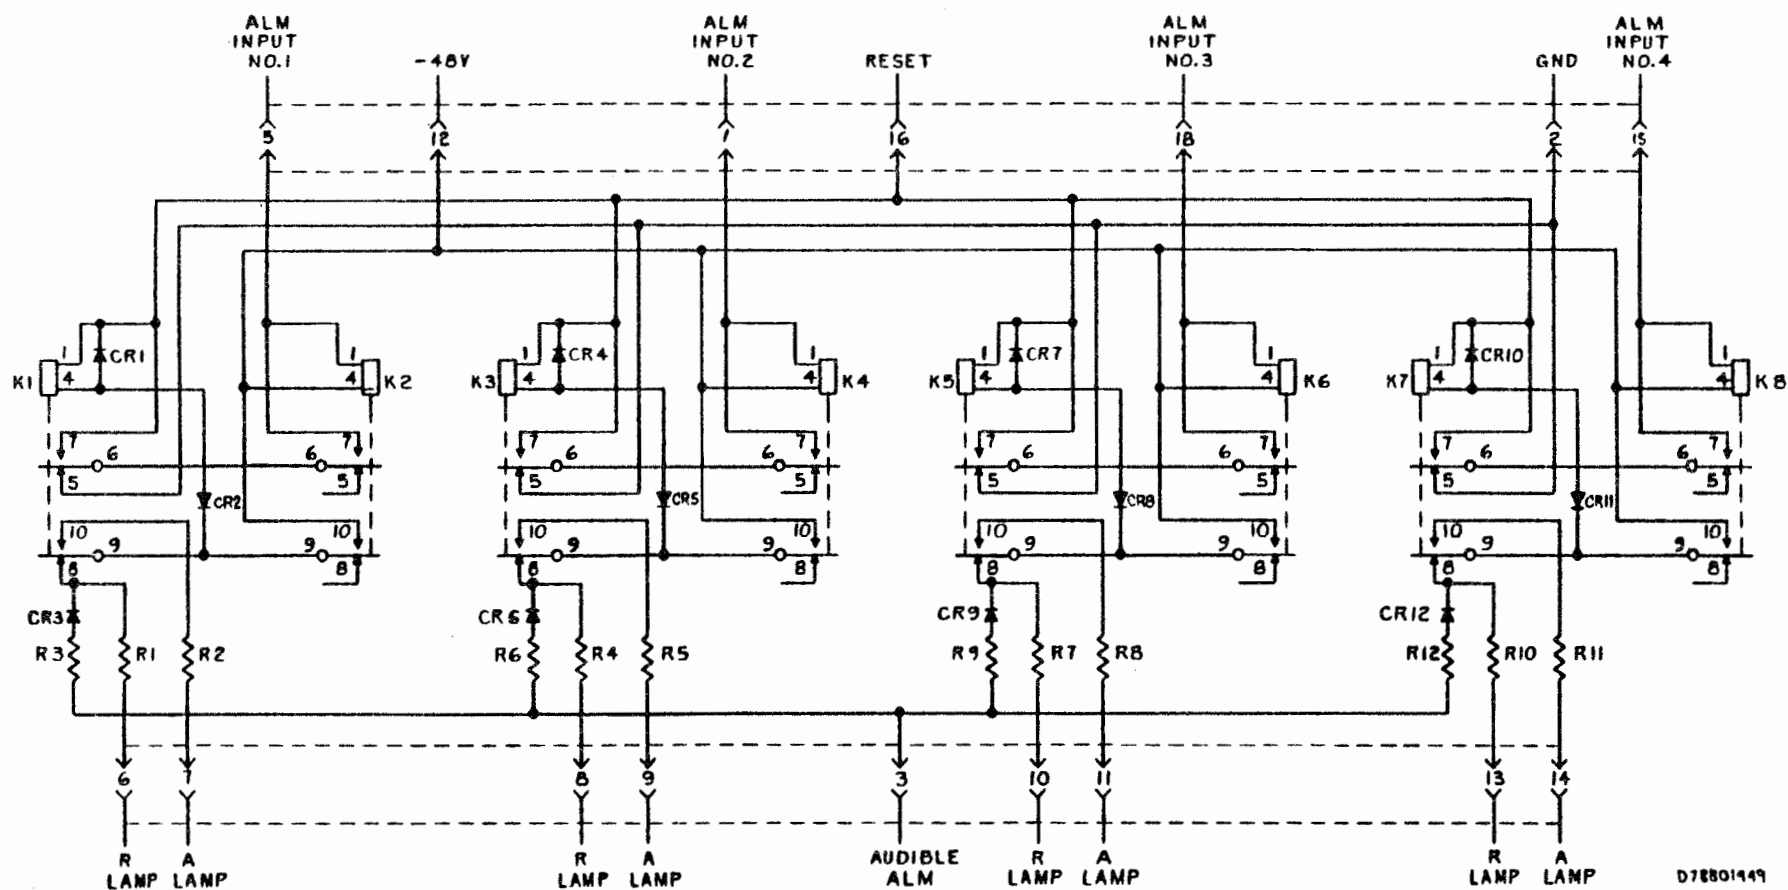 ALM
INPUT
NO.1
-48V
ALM
INPUT
NO.2
RESET
ALM
INPUT
NO.3
GND
ALM
INPUT
NO.4
5
12
1
16
18
2
15
K1
1
4
CR1
1
4
K2
K3
1
4
CR4
1
4
K4
K5
1
4
CR7
1
4
K6
K7
1
4
CR10
1
4
K8
7
6
6
7
7
6
6
7
7
6
6
7
7
6
6
7
5
CR2
5
5
CR5
5
5
CR8
5
5
CR11
5
10
9
9
10
10
9
9
10
10
9
9
10
10
9
9
10
8
8
8
8
8
8
8
8
CR3
CR6
CR9
CR12
R3
R1
R2
R6
R4
R5
R9
R7
R8
R12
R10
R11
6
7
8
9
3
10
11
13
14
R
LAMP
A
LAMP
R
LAMP
A
LAMP
AUDIBLE
ALM
R
LAMP
A
LAMP
R
LAMP
A
LAMP
D78801449